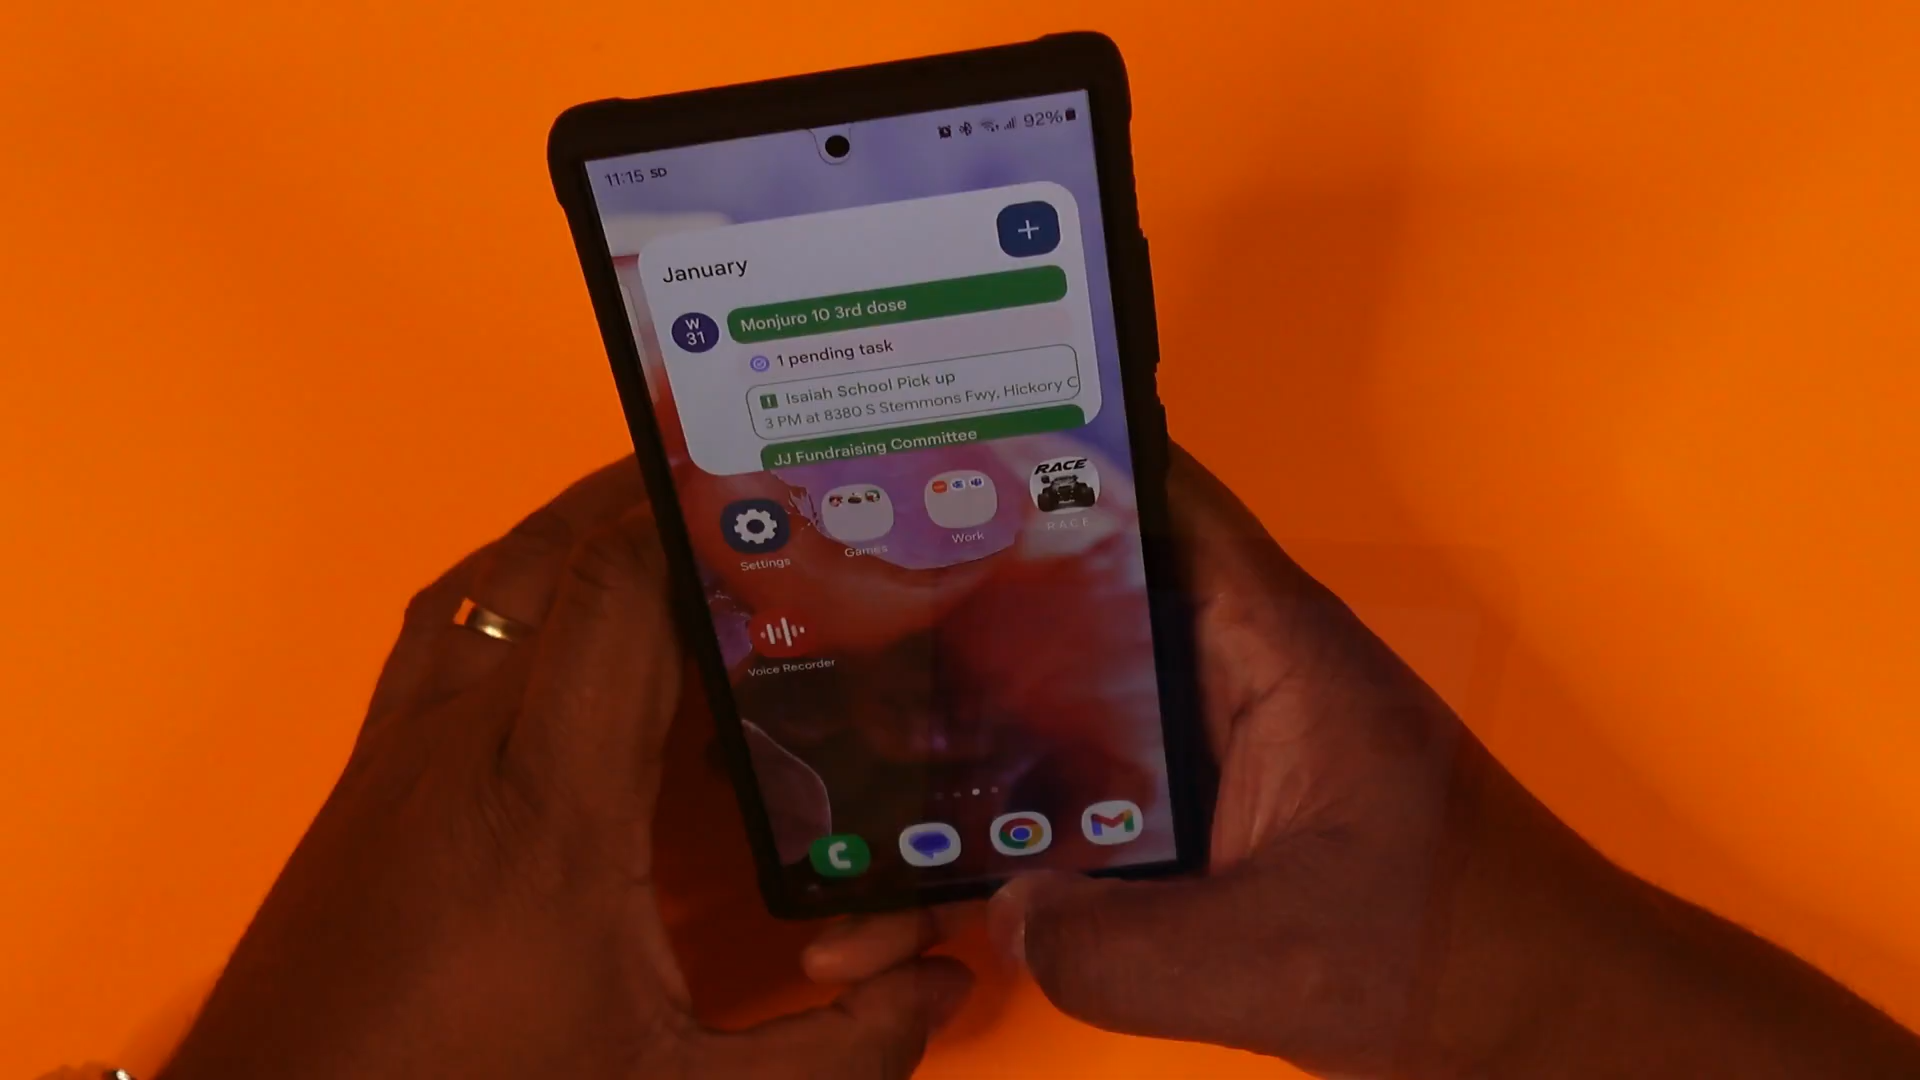 11:15 SD
92%
January
W
31
Monjuro 10 3rd dose
1 pending task
Isaiah School Pick up
3 PM at 8380 S Stemmons Fwy, Hickory C
JJ Fundraising Committee
RACE
Settings
Games
Work
RACE
Voice Recorder